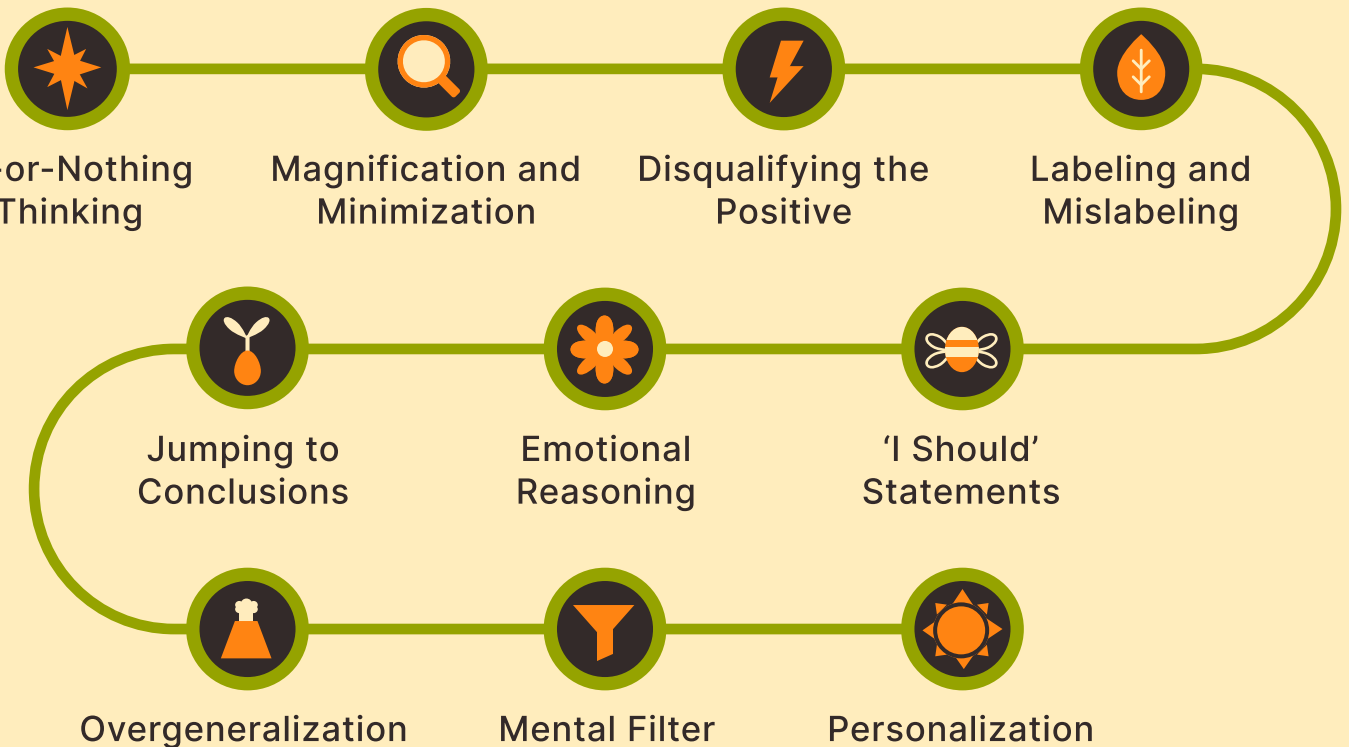 -or-Nothing
Thinking
Magnification and
Minimization
Disqualifying the
Positive
Labeling and
Mislabeling
Jumping to
Conclusions
Emotional
Reasoning
‘I Should’
Statements
Overgeneralization
Mental Filter
Personalization